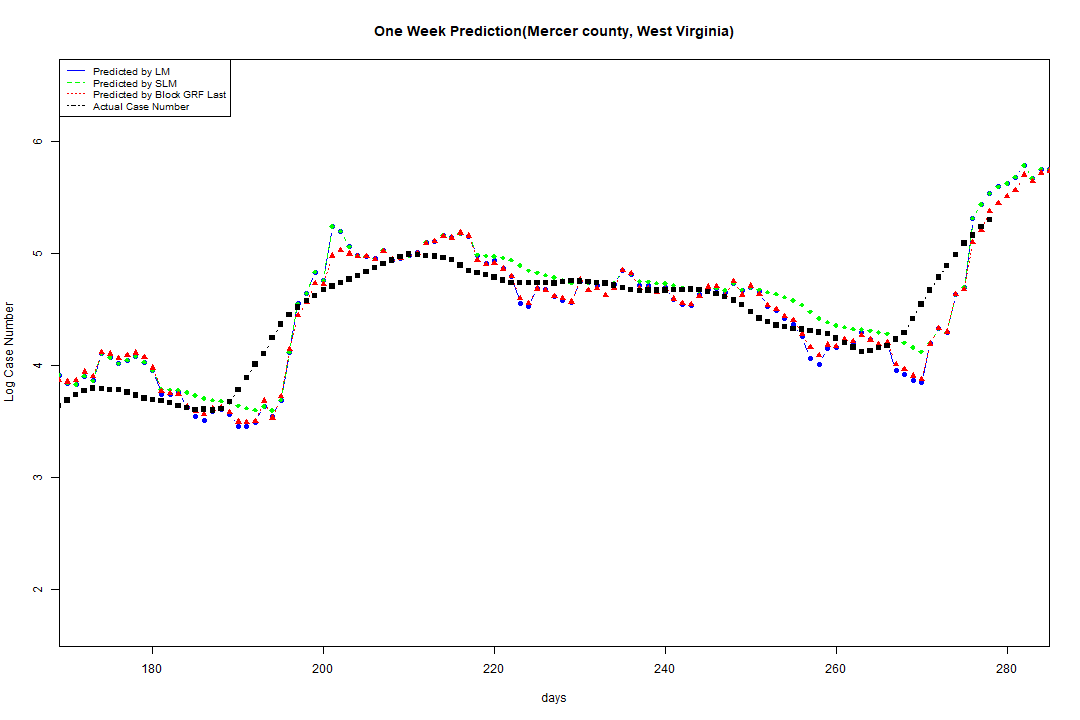 One Week Prediction(Mercer county, West Virginia)
Predicted by LM
Predicted by SLM
Predicted by Block GRF Last
Actual Case Number
6
5
4
3
2
Log Case Number
180 200 220 240 260 280
days